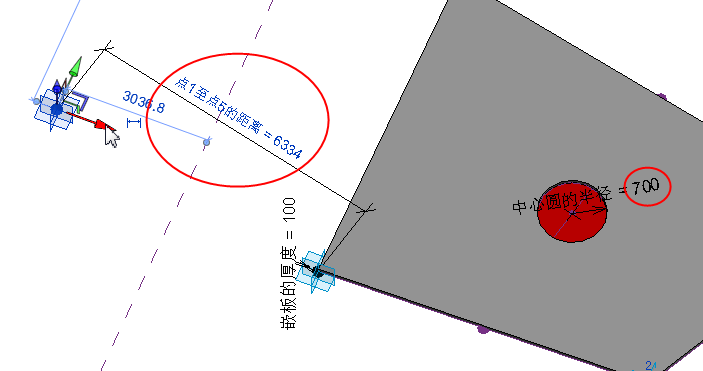 3036.8
点1至点5的距离 = 6334
中心圆的半径 = 700
嵌板的厚度 = 100